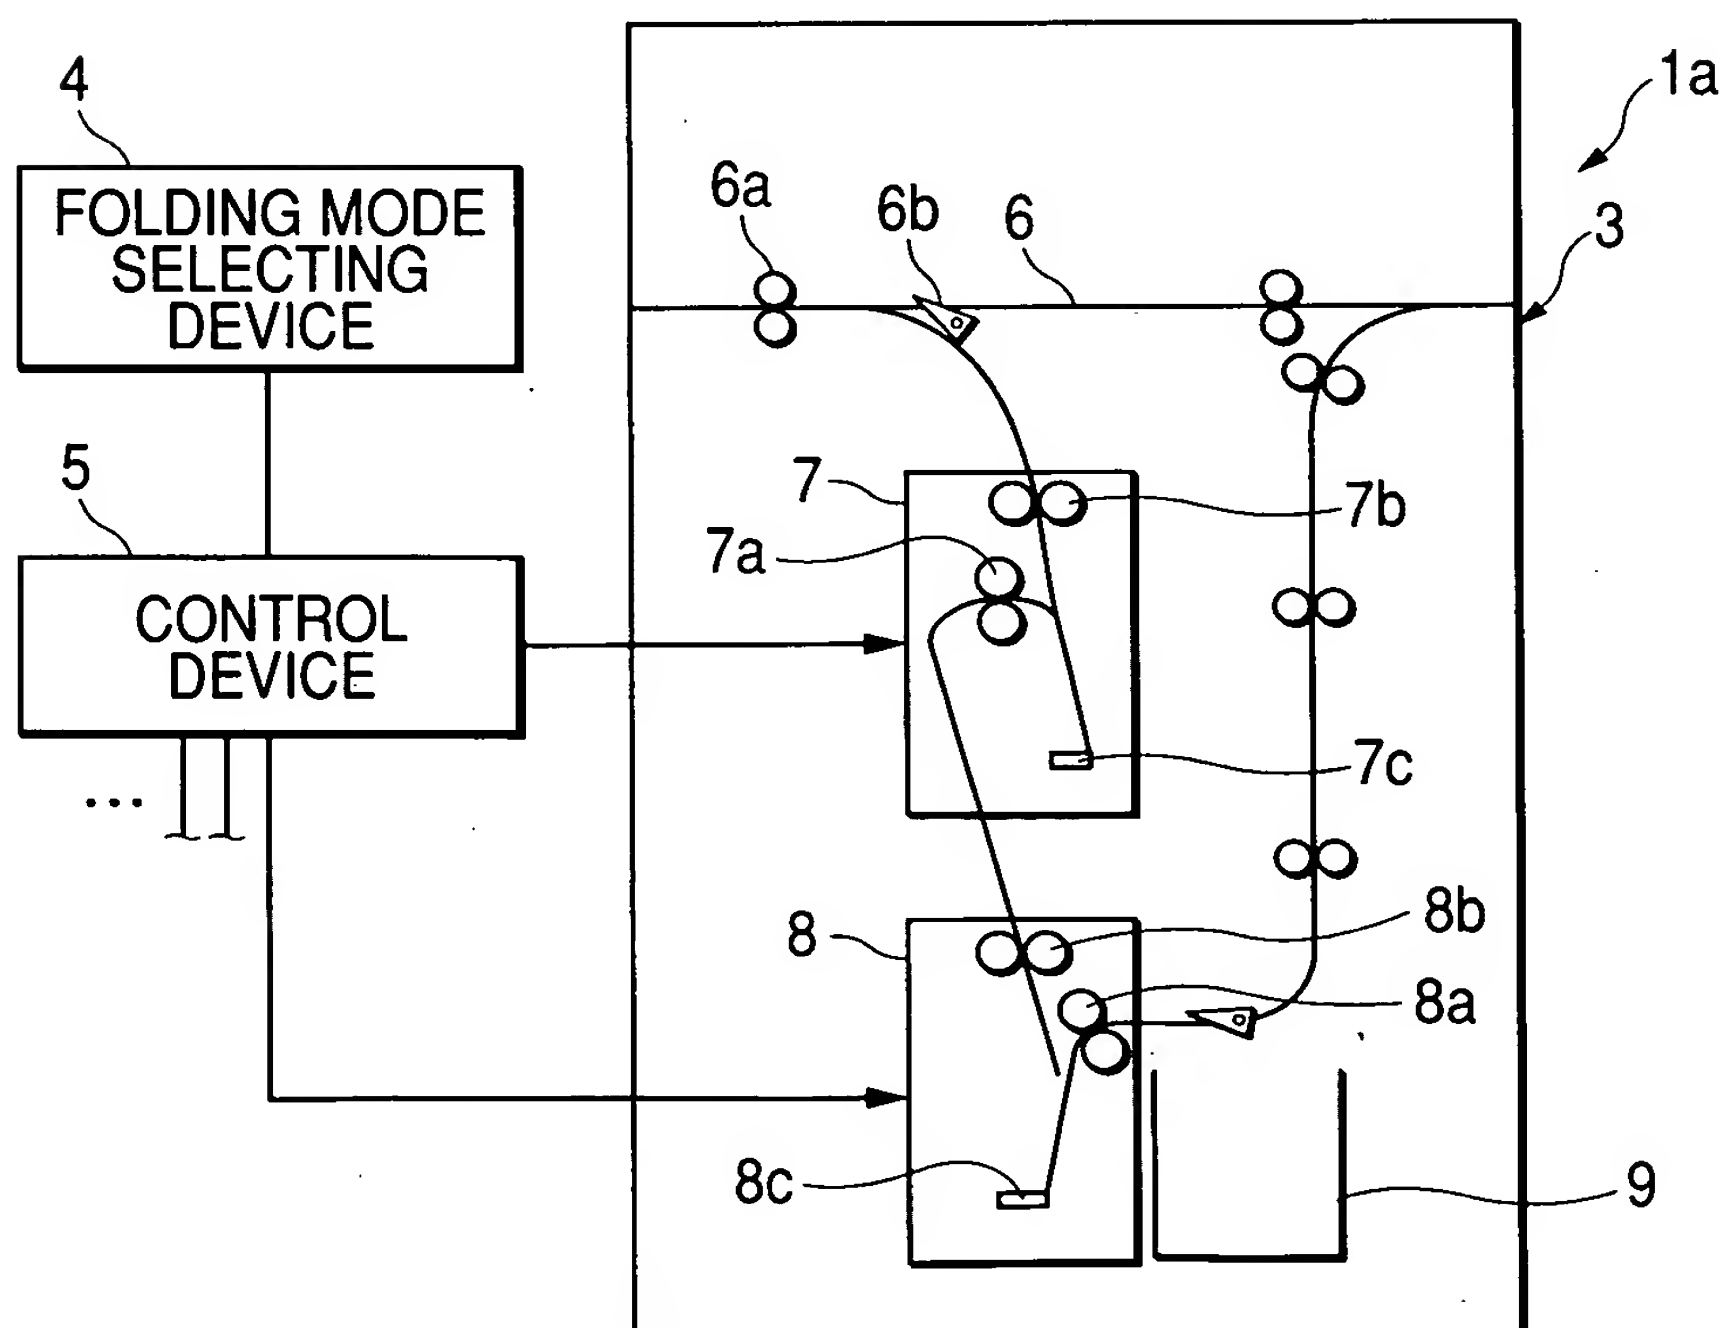 1a
4
6a
6b
6
3
FOLDING MODE
SELECTING
DEVICE
5
7
7b
7a
CONTROL
DEVICE
7c
...
8
8b
8a
8c
9